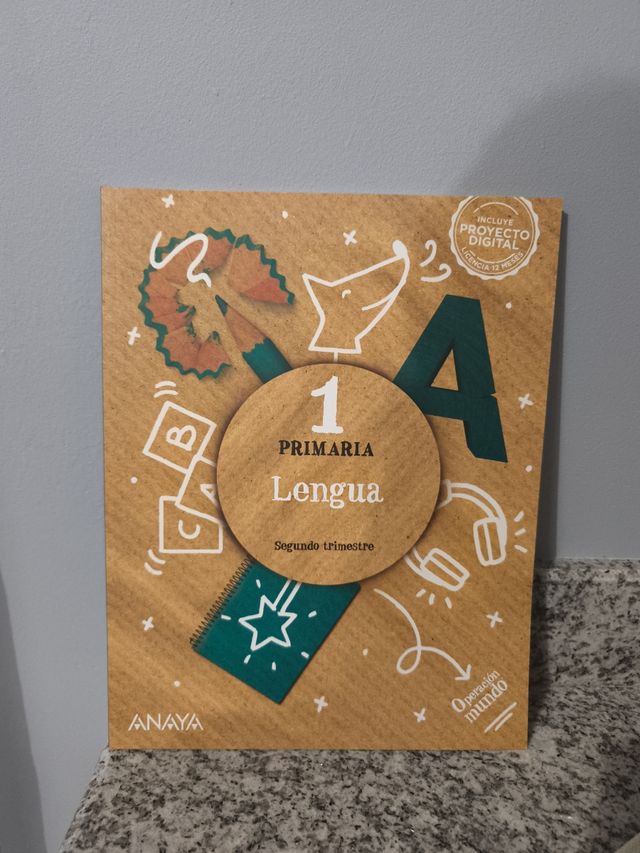 INCLUYE
PROYECTO
DIGITAL
LICENCIA 12 MESES
A
1
PRIMARIA
Lengua
Segundo trimestre
B
A
C
Operación
mundo
ANAYA